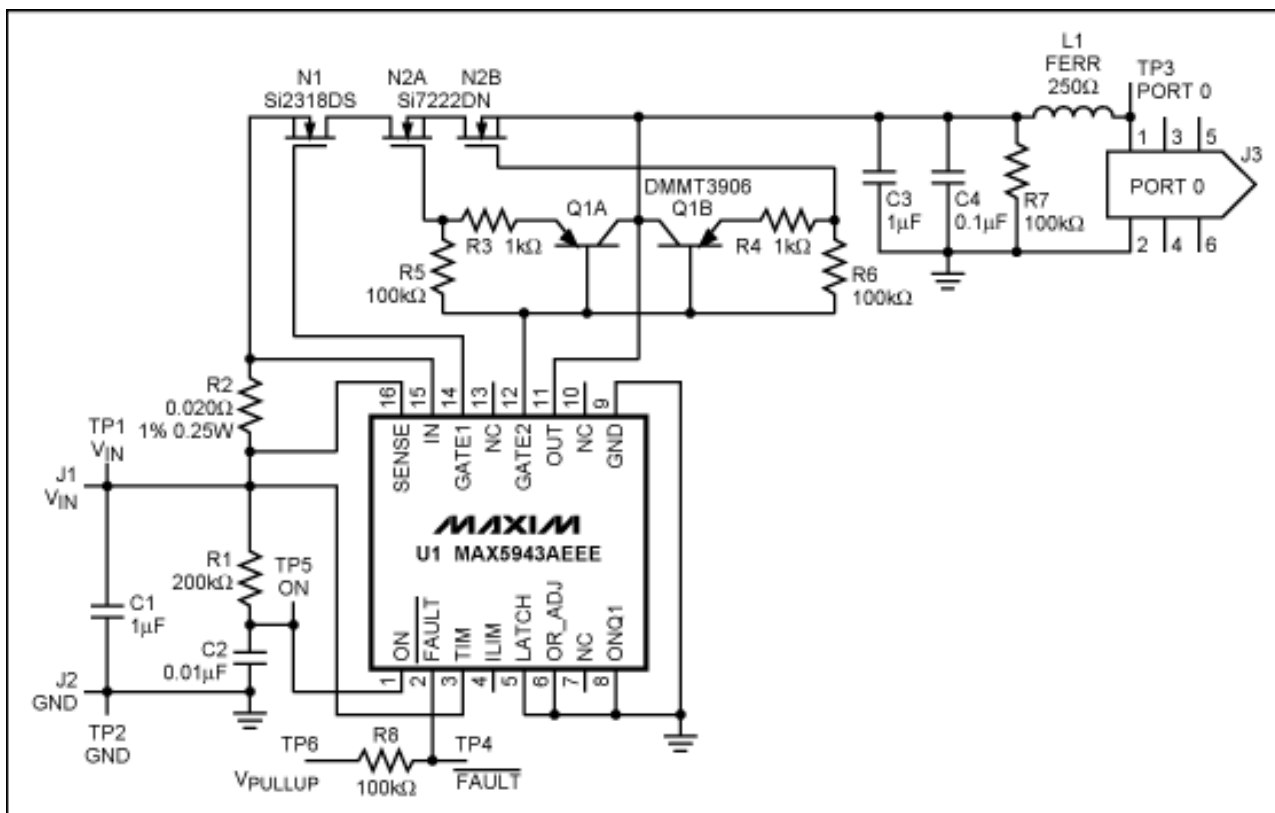 L1
FERR
250Ω
TP3
PORT 0
N1
Si2318DS
N2A
N2B
Si7222DN
1
3
5
J3
PORT 0
2
4
6
C3
1μF
C4
0.1μF
R7
100kΩ
DMMT3906
Q1A
Q1B
R3
1kΩ
R4
1kΩ
R5
100kΩ
R6
100kΩ
R2
0.020Ω
1% 0.25W
TP1
VIN
J1
VIN
16
15
14
13
12
11
10
9
SENSE
IN
GATE1
NC
GATE2
OUT
NC
GND
MAXIM
U1 MAX5943AEEE
R1
200kΩ
TP5
ON
C1
1μF
C2
0.01μF
J2
GND
TP2
GND
ON
FAULT
TIM
ILIM
LATCH
OR_ADJ
NC
ONQ1
1
2
3
4
5
6
7
8
TP6
VPULLUP
R8
100kΩ
TP4
FAULT